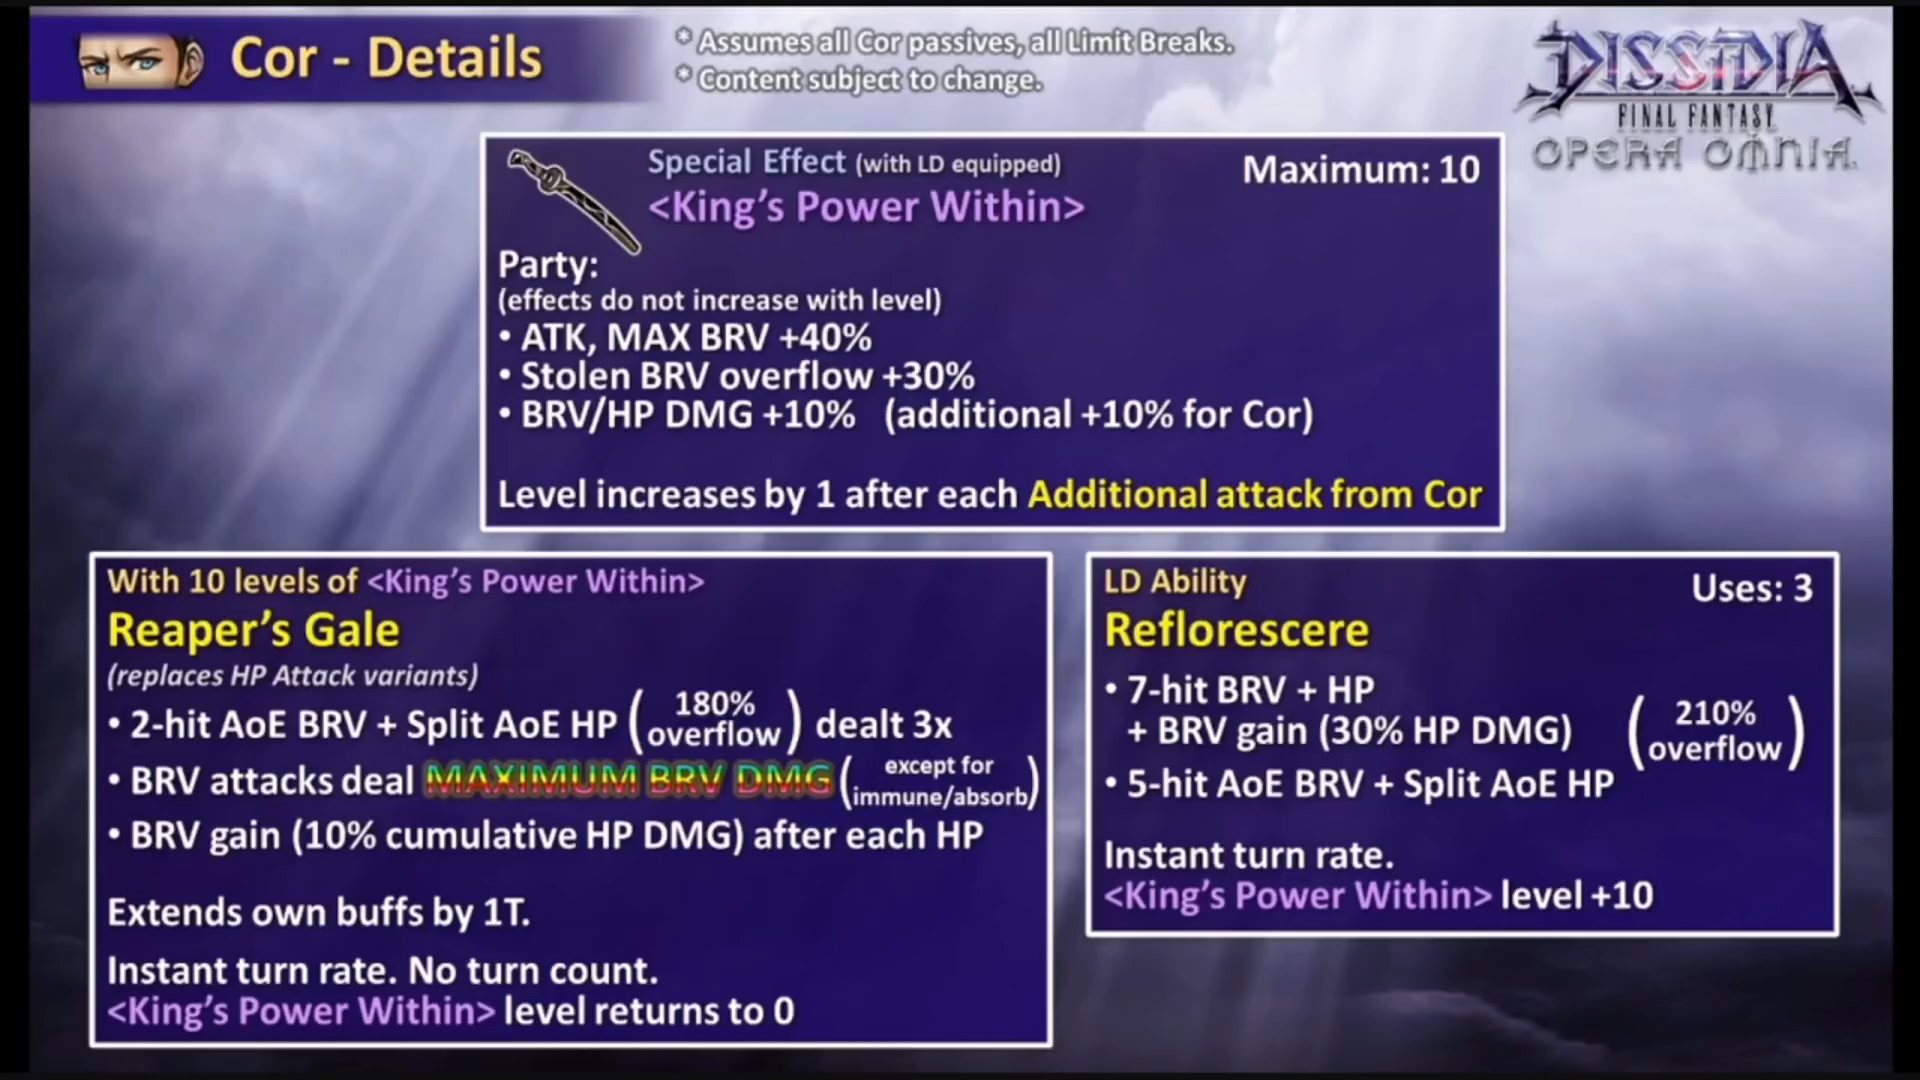 Cor - Details
* Assumes all Cor passives, all Limit Breaks.
* Content subject to change.
DISSIDIA
FINAL FANTASY
OPERA OMNIA
Special Effect (with LD equipped)
Maximum: 10
<King's Power Within>
Party:
(effects do not increase with level)
• ATK, MAX BRV +40%
• Stolen BRV overflow +30%
• BRV/HP DMG +10% (additional +10% for Cor)
Level increases by 1 after each Additional attack from Cor
With 10 levels of <King's Power Within>
Reaper's Gale
(replaces HP Attack variants)
• 2-hit AoE BRV + Split AoE HP (180% overflow) dealt 3x
• BRV attacks deal MAXIMUM BRV DMG (except for immune/absorb)
• BRV gain (10% cumulative HP DMG) after each HP
Extends own buffs by 1T.
Instant turn rate. No turn count.
<King's Power Within> level returns to 0
LD Ability
Uses: 3
Reflorescere
• 7-hit BRV + HP
+ BRV gain (30% HP DMG) (210% overflow)
• 5-hit AoE BRV + Split AoE HP
Instant turn rate.
<King's Power Within> level +10